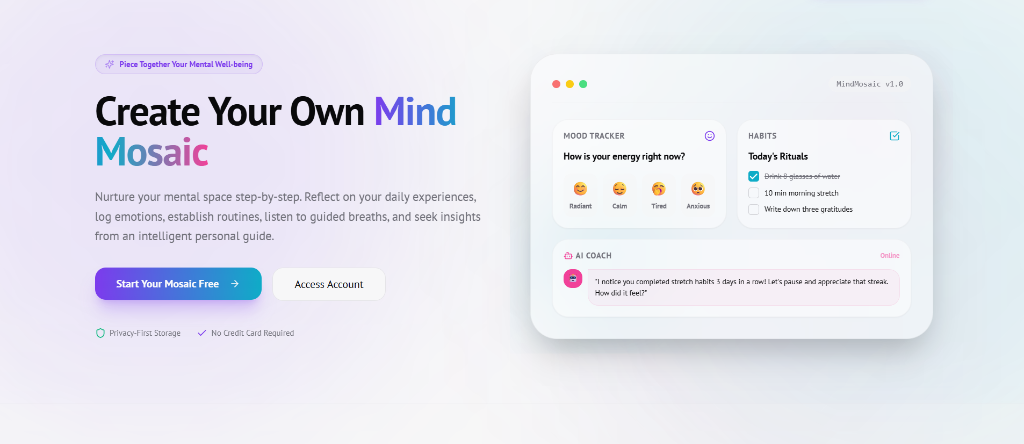 Piece Together Your Mental Well-being
Create Your Own Mind
Mosaic
Nurture your mental space step-by-step. Reflect on your daily experiences,
log emotions, establish routines, listen to guided breaths, and seek insights
from an intelligent personal guide.
Start Your Mosaic Free →
Access Account
Privacy-First Storage
No Credit Card Required
MindMosaic v1.0
MOOD TRACKER
How is your energy right now?
Radiant
Calm
Tired
Anxious
HABITS
Today's Rituals
Drink 8 glasses of water
10 min morning stretch
Write down three gratitudes
AI COACH
Online
"I notice you completed stretch habits 3 days in a row! Let's pause and appreciate that streak.
How did it feel?"